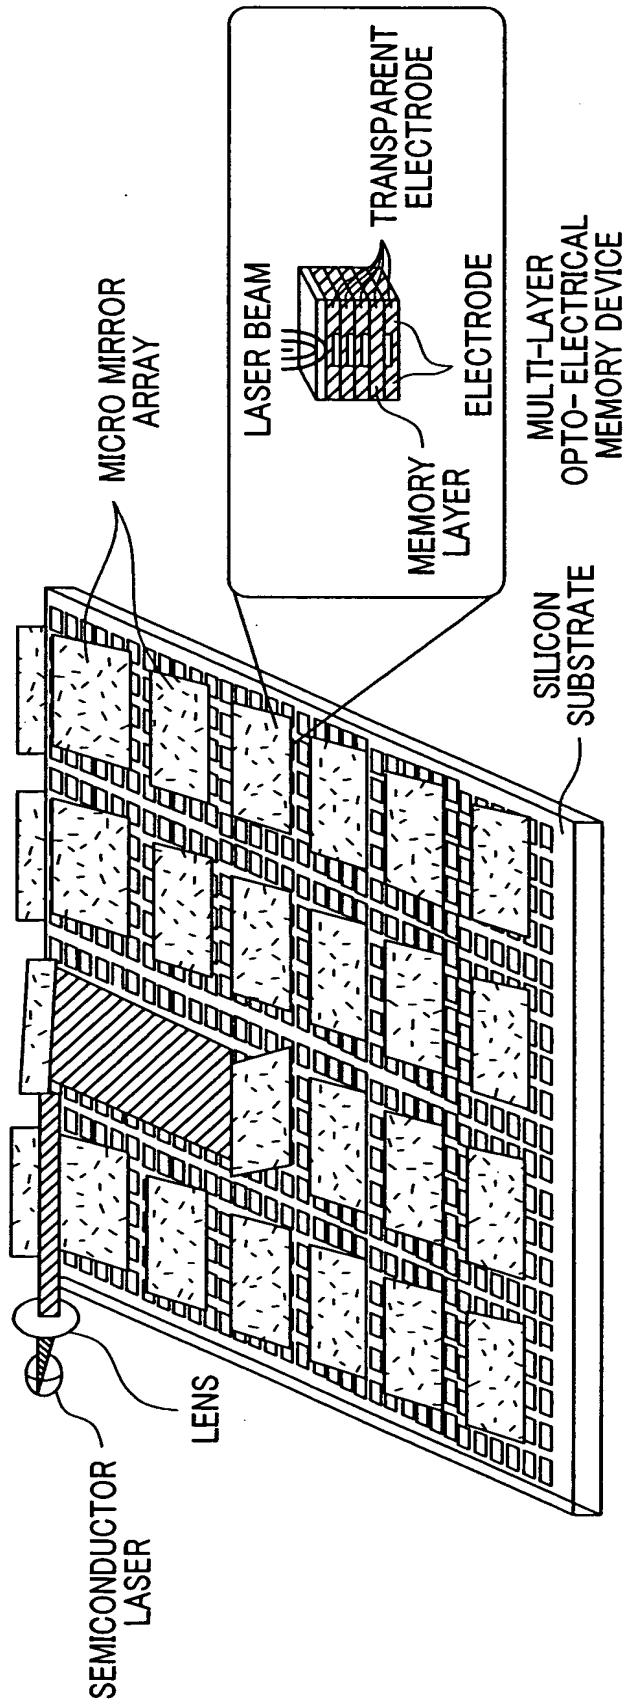 SEMICONDUCTOR
LASER
LENS
MICRO MIRROR
ARRAY
LASER BEAM
TRANSPARENT
ELECTRODE
MEMORY
LAYER
ELECTRODE
SILICON
SUBSTRATE
MULTI-LAYER
OPTO-ELECTRICAL
MEMORY DEVICE